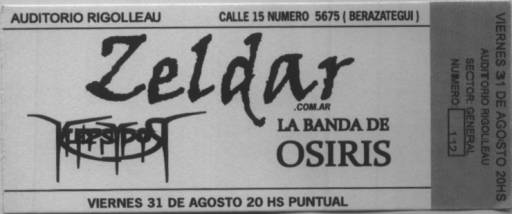 AUDITORIO RIGOLLEAU
CALLE 15 NUMERO 5675 ( BERAZATEGUI )
Zeldar
.COM.AR
LA BANDA DE
OSIRIS
VIERNES 31 DE AGOSTO 20 HS PUNTUAL
VIERNES 31 DE AGOSTO 20HS
AUDITORIO RIGOLLEAU
SECTOR: GENERAL
NUMERO 112